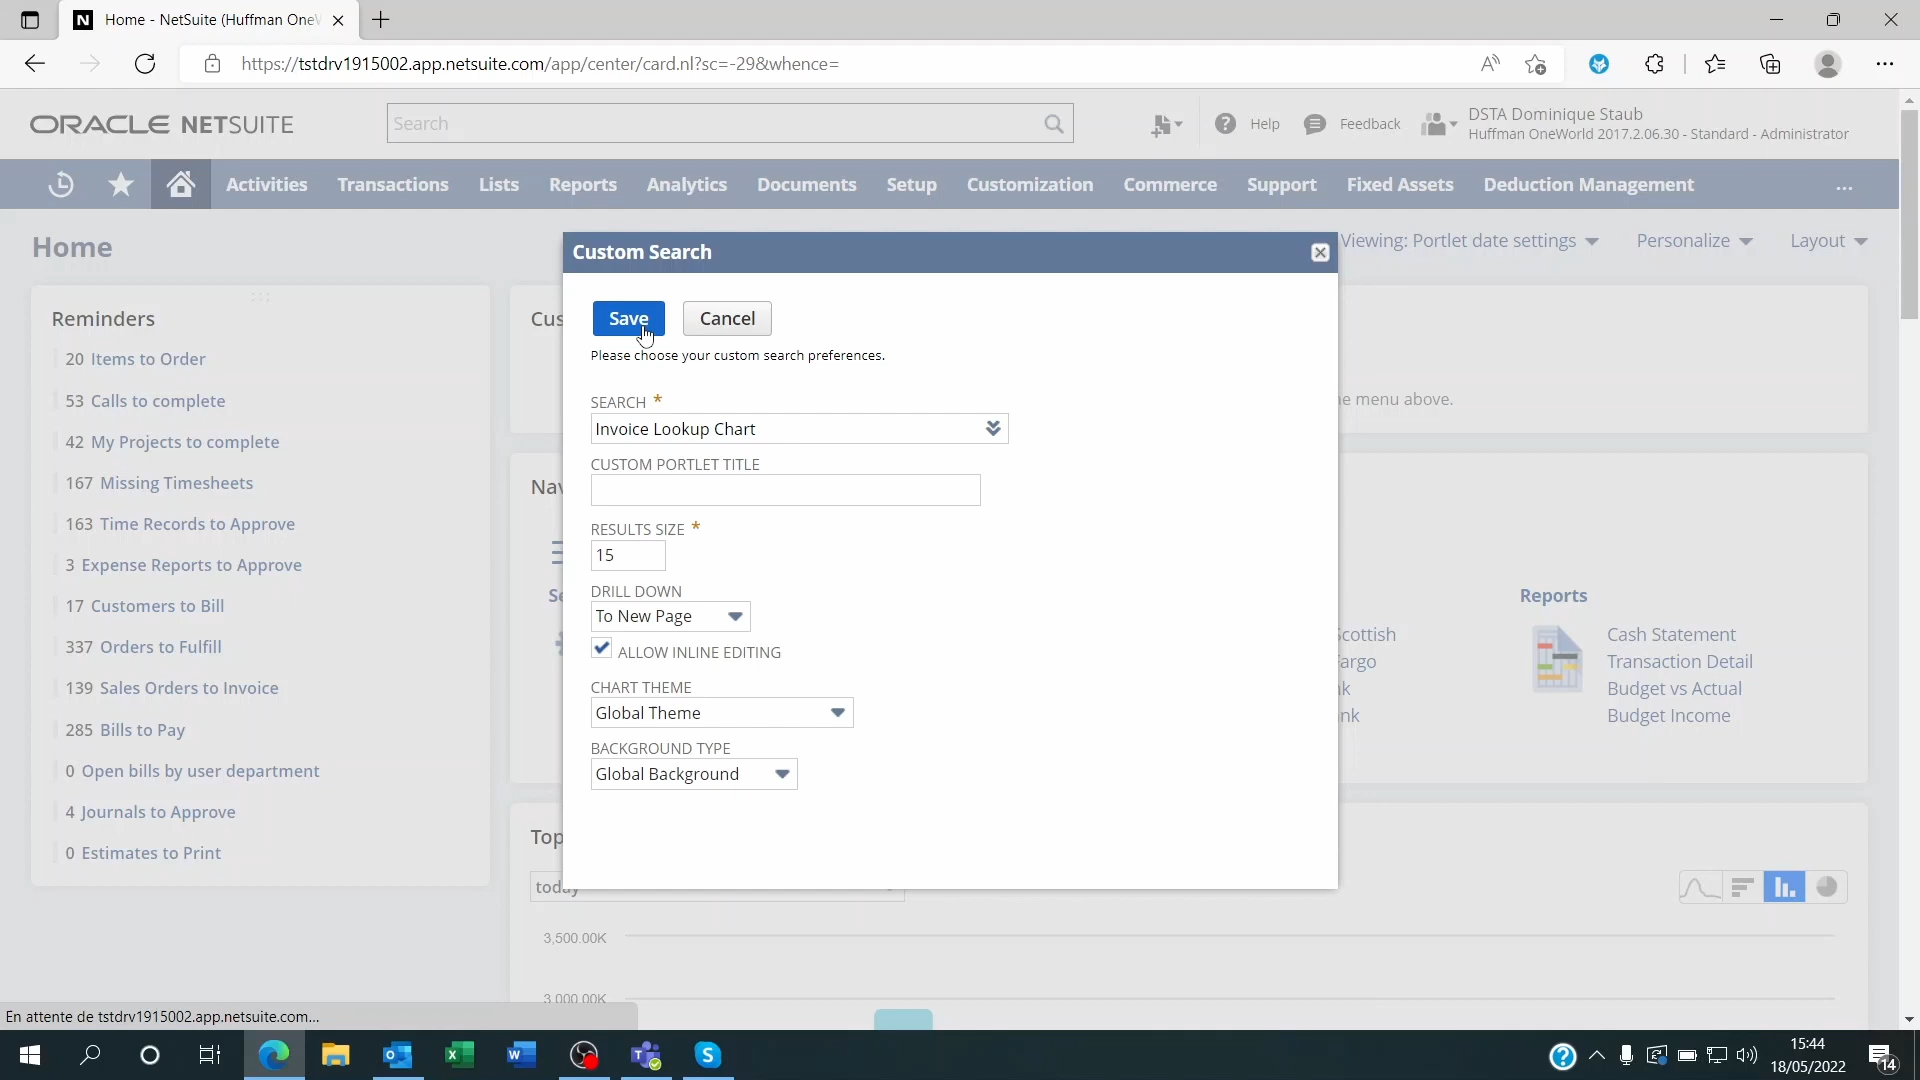 Home - NetSuite (Huffman One
https://tstdrv1915002.app.netsuite.com/app/center/card.nl?sc=-29&whence=
ORACLE NETSUITE
Search
Help
Feedback
DSTA Dominique Staub
Huffman OneWorld 2017.2.06.30 - Standard - Administrator
Activities
Transactions
Lists
Reports
Analytics
Documents
Setup
Customization
Commerce
Support
Fixed Assets
Deduction Management
Home
Viewing: Portlet date settings
Personalize
Layout
Reminders
20 Items to Order
53 Calls to complete
42 My Projects to complete
167 Missing Timesheets
163 Time Records to Approve
3 Expense Reports to Approve
17 Customers to Bill
337 Orders to Fulfill
139 Sales Orders to Invoice
285 Bills to Pay
0 Open bills by user department
4 Journals to Approve
0 Estimates to Print
Custom Search
Save
Cancel
Please choose your custom search preferences.
SEARCH *
Invoice Lookup Chart
CUSTOM PORTLET TITLE
RESULTS SIZE *
15
DRILL DOWN
To New Page
ALLOW INLINE EDITING
CHART THEME
Global Theme
BACKGROUND TYPE
Global Background
Cus
e menu above.
Nav
Se
Scottish
Fargo
nk
Reports
Cash Statement
Transaction Detail
Budget vs Actual
Budget Income
Top
today
3,500.00K
3,000.00K
En attente de tstdrv1915002.app.netsuite.com...
15:44
18/05/2022
14